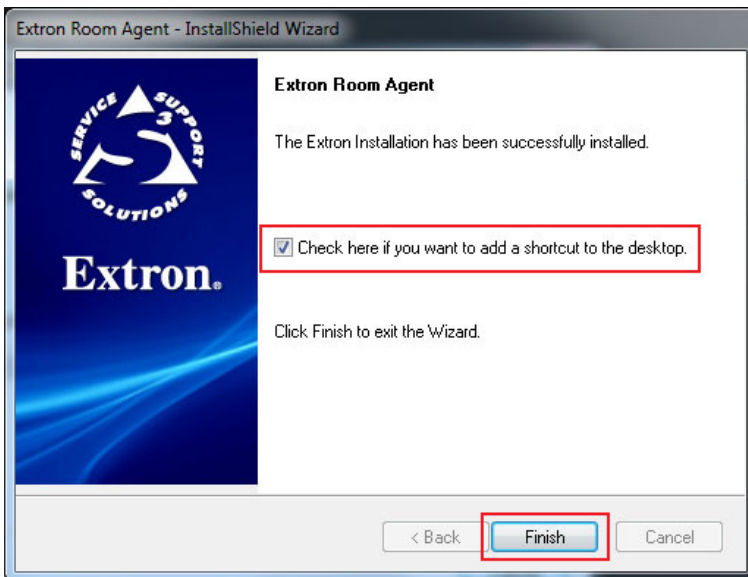 Extron Room Agent - InstallShield Wizard
SERVICE SUPPORT SOLUTIONS
3
Extron®
Extron Room Agent
The Extron Installation has been successfully installed.
Check here if you want to add a shortcut to the desktop.
Click Finish to exit the Wizard.
< Back
Finish
Cancel